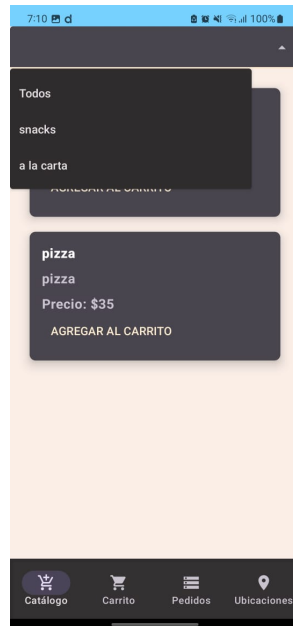 7:10 cl 100%
Todos
snacks
a la carta
AGREGAR AL CARRITO
pizza
pizza
Precio: $35
AGREGAR AL CARRITO
Catálogo Carrito Pedidos Ubicaciones